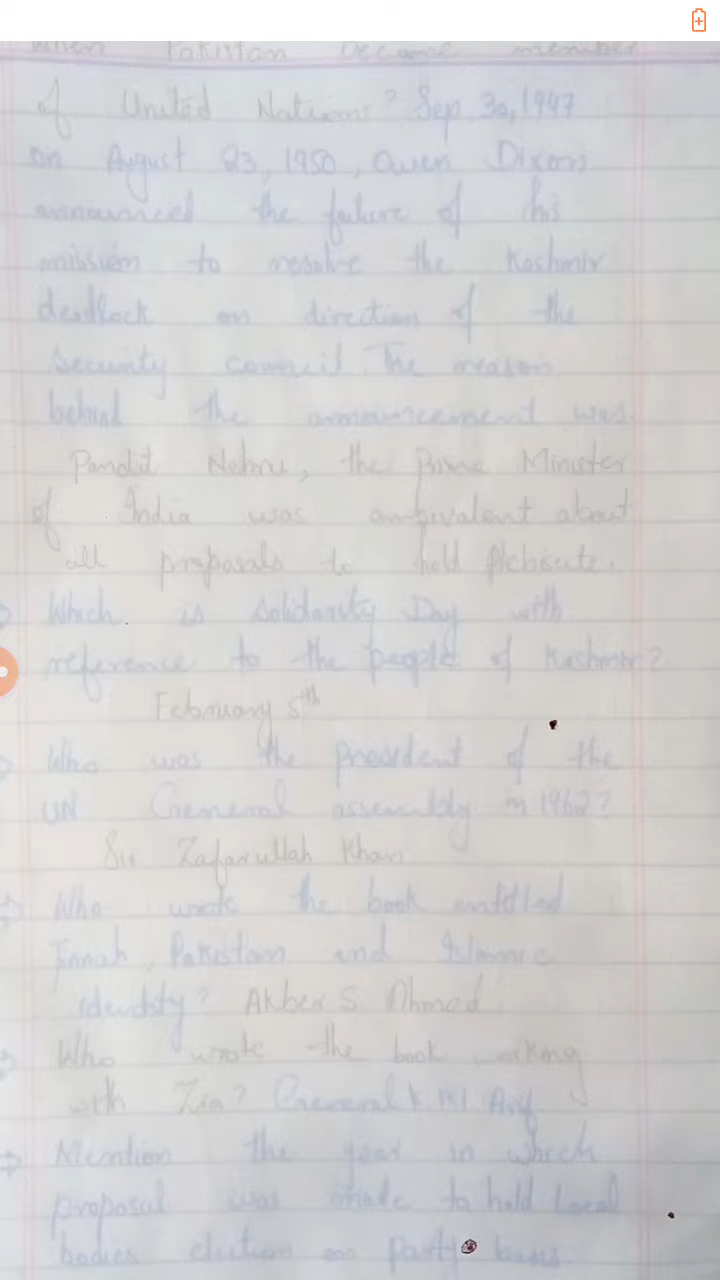 when Pakistan become member
of United Nations? Sep 30, 1947
on August 23, 1950, Owen Dixon
announced the failure of his
mission to resolve the Kashmir
deadlock on direction of the
security council. The reason
behind the announcement was
Pandit Nehru, the Prime Minister
of India was ambivalent about
all proposals to hold Plebiscite.
Which is Solidarity Day with
reference to the people of Kashmir?
February 5th
Who was the president of the
UN General assembly in 1962?
Sir Zafarullah Khan
Who wrote the book entitled
Jinnah, Pakistan and Islamic
Identity? Akber S Ahmed
Who wrote the book working
with Zia? General K. M Arif
Mention the year in which
proposal was made to hold Local
bodies election on party basis.